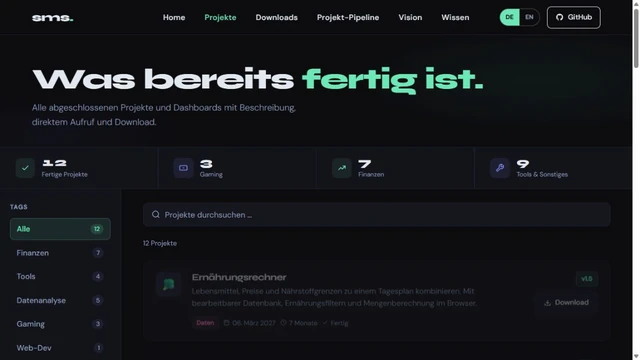 sms.
Home Projekte Downloads Projekt-Pipeline Vision Wissen
DE EN
GitHub
Was bereits fertig ist.
Alle abgeschlossenen Projekte und Dashboards mit Beschreibung,
direktem Aufruf und Download.
12
Fertige Projekte
3
Gaming
7
Finanzen
9
Tools & Sonstiges
TAGS
Alle 12
Finanzen 7
Tools 4
Datenanalyse 5
Gaming 3
Web-Dev 1
Projekte durchsuchen ...
12 Projekte
Ernährungsrechner
v1.5
Lebensmittel, Preise und Nährstoffgrenzen zu einem Tagesplan kombinieren. Mit
bearbeitbarer Datenbank, Ernährungsfiltern und Mengenberechnung im Browser.
Download
Daten 06. März 2027 7 Monate Fertig